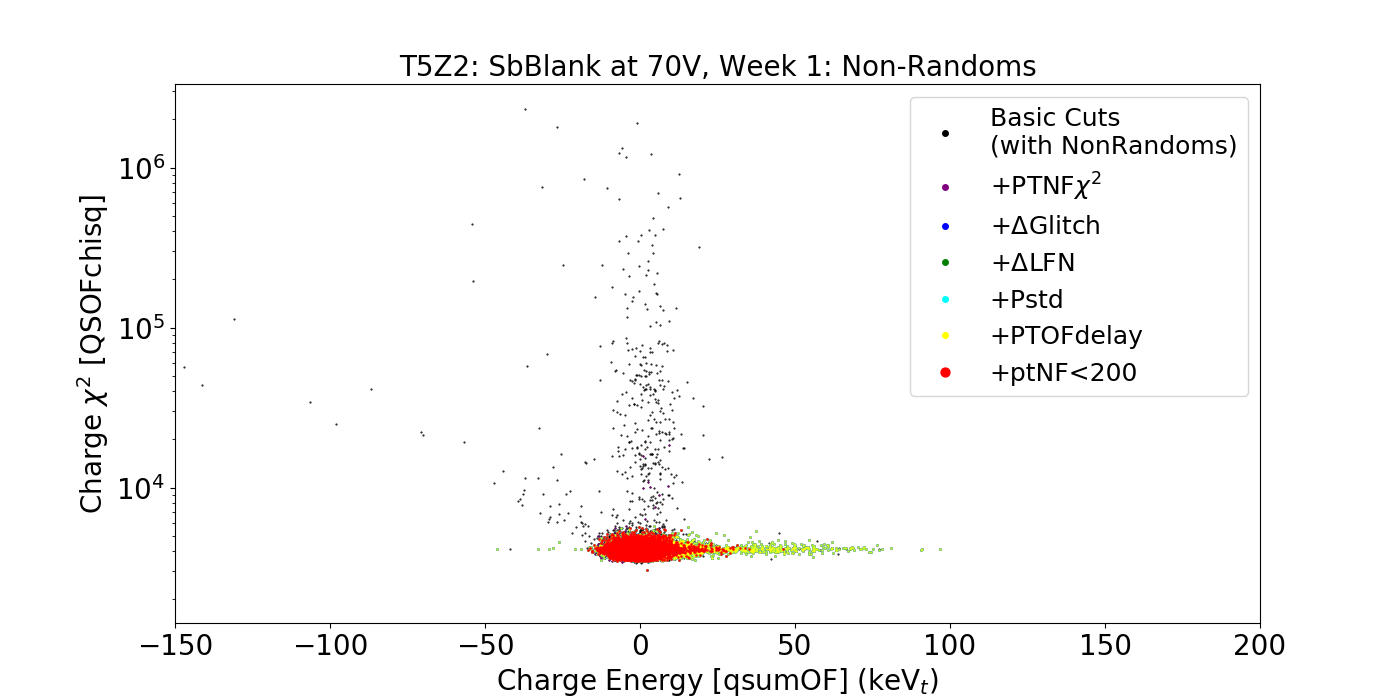 T5Z2: SbBlank at 70V, Week 1: Non-Randoms
Charge χ² [QSOFchisq]
10⁶
10⁵
10⁴
Basic Cuts
(with NonRandoms)
+PTNFχ²
+ΔGlitch
+ΔLFN
+Pstd
+PTOFdelay
+ptNF<200
−150
−100
−50
0
50
100
150
200
Charge Energy [qsumOF] (keVₜ)